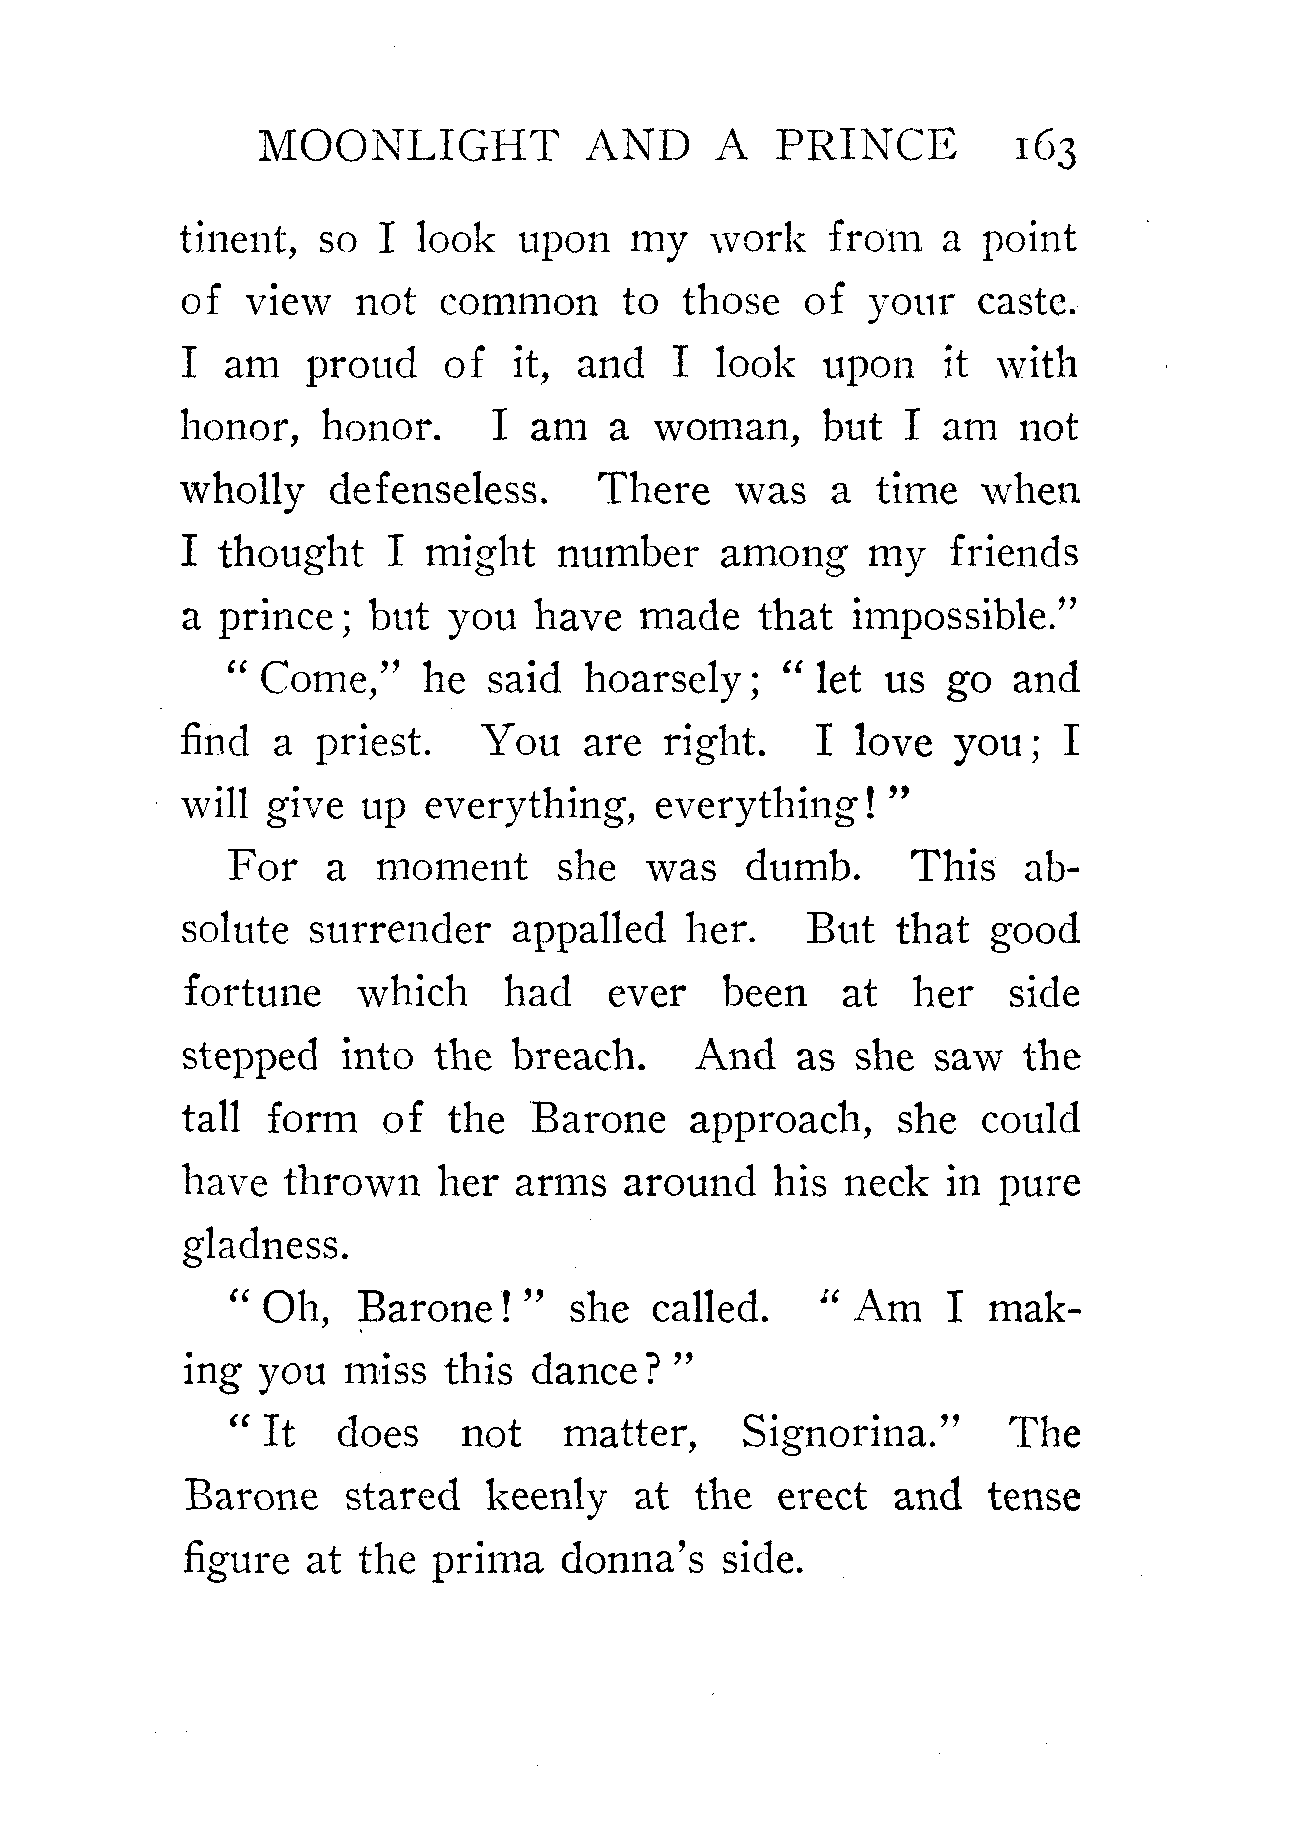 MOONLIGHT AND A PRINCE 163
tinent, so I look upon my work from a point
of view not common to those of your caste.
I am proud of it, and I look upon it with
honor, honor. I am a woman, but I am not
wholly defenseless. There was a time when
I thought I might number among my friends
a prince; but you have made that impossible.”
“ Come,” he said hoarsely; “ let us go and
find a priest. You are right. I love you; I
will give up everything, everything! ”
For a moment she was dumb. This ab-
solute surrender appalled her. But that good
fortune which had ever been at her side
stepped into the breach. And as she saw the
tall form of the Barone approach, she could
have thrown her arms around his neck in pure
gladness.
“ Oh, Barone! ” she called. “ Am I mak-
ing you miss this dance? ”
“ It does not matter, Signorina.” The
Barone stared keenly at the erect and tense
figure at the prima donna’s side.